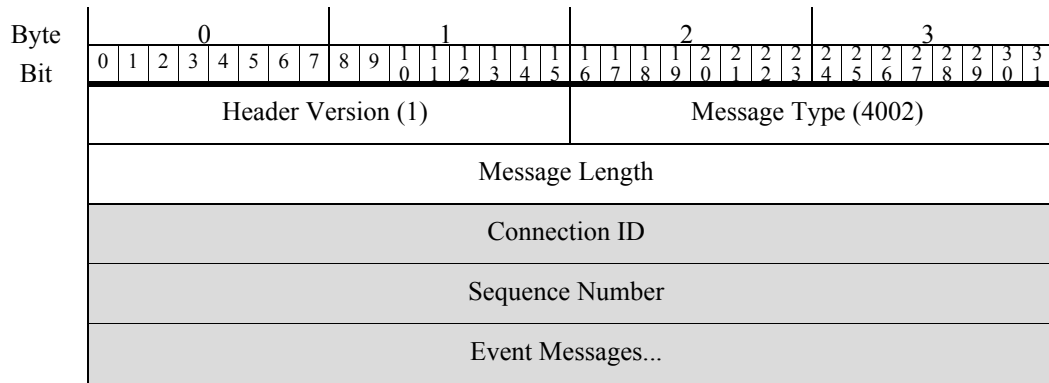 Byte 0 1 2 3
Bit 0 1 2 3 4 5 6 7 8 9 10 11 12 13 14 15 16 17 18 19 20 21 22 23 24 25 26 27 28 29 30 31
Header Version (1) Message Type (4002)
Message Length
Connection ID
Sequence Number
Event Messages...